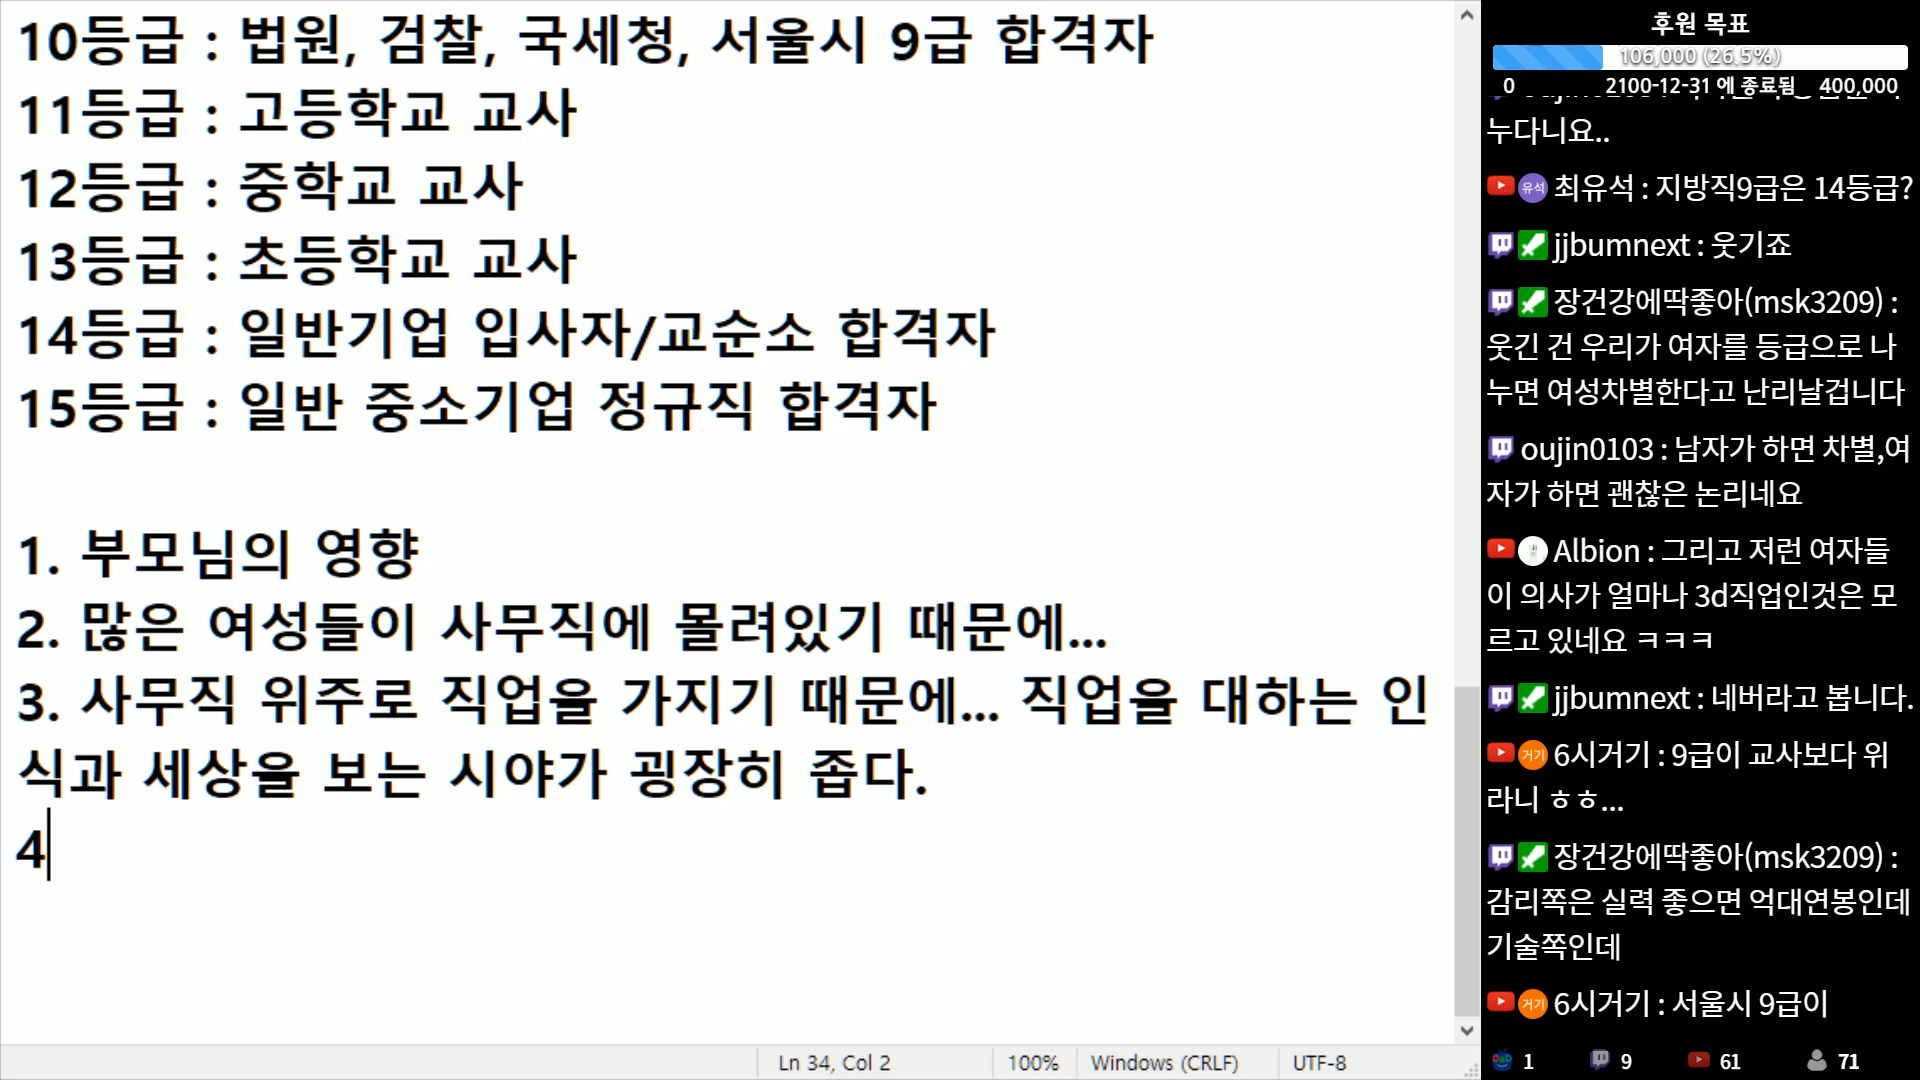 10등급 : 법원, 검찰, 국세청, 서울시 9급 합격자
11등급 : 고등학교 교사
12등급 : 중학교 교사
13등급 : 초등학교 교사
14등급 : 일반기업 입사자/교순소 합격자
15등급 : 일반 중소기업 정규직 합격자
1. 부모님의 영향
2. 많은 여성들이 사무직에 몰려있기 때문에...
3. 사무직 위주로 직업을 가지기 때문에... 직업을 대하는 인
식과 세상을 보는 시야가 굉장히 좁다.
4
Ln 34, Col 2
100%
Windows (CRLF)
UTF-8
후원 목표
106,000 (26.5%)
0 2100-12-31 에 종료됨 400,000
누다니요..
유석 최유석 : 지방직9급은 14등급?
jjbumnext : 웃기죠
장건강에딱좋아(msk3209) :
웃긴 건 우리가 여자를 등급으로 나
누면 여성차별한다고 난리날겁니다
oujin0103 : 남자가 하면 차별,여
자가 하면 괜찮은 논리네요
Albion : 그리고 저런 여자들
이 의사가 얼마나 3d직업인것은 모
르고 있네요 ㅋㅋㅋ
jjbumnext : 네버라고 봅니다.
거기 6시거기 : 9급이 교사보다 위
라니 ㅎㅎ...
장건강에딱좋아(msk3209) :
감리쪽은 실력 좋으면 억대연봉인데
기술쪽인데
거기 6시거기 : 서울시 9급이
1 9 61 71